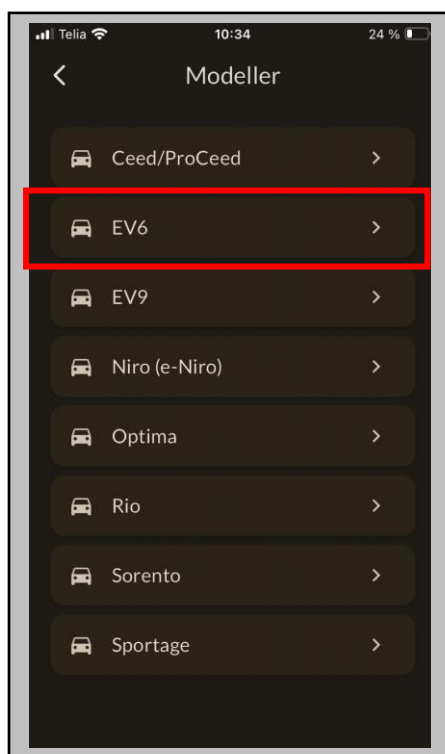 Telia 10:34 24 %
Modeller
Ceed/ProCeed
EV6
EV9
Niro (e-Niro)
Optima
Rio
Sorento
Sportage